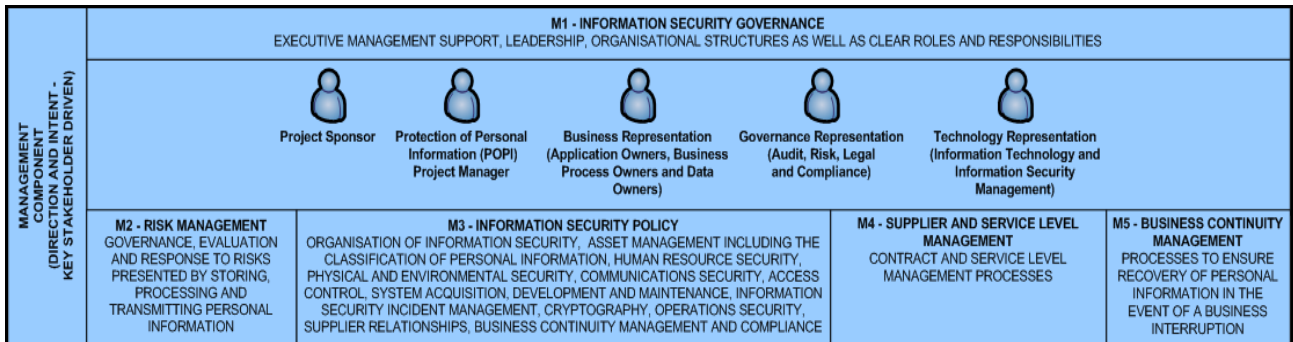 MANAGEMENT
COMPONENT
(DIRECTION AND INTENT -
KEY STAKEHOLDER DRIVEN)
M1 - INFORMATION SECURITY GOVERNANCE
EXECUTIVE MANAGEMENT SUPPORT, LEADERSHIP, ORGANISATIONAL STRUCTURES AS WELL AS CLEAR ROLES AND RESPONSIBILITIES
Project Sponsor
Protection of Personal
Information (POPI)
Project Manager
Business Representation
(Application Owners, Business
Process Owners and Data
Owners)
Governance Representation
(Audit, Risk, Legal
and Compliance)
Technology Representation
(Information Technology and
Information Security
Management)
M2 - RISK MANAGEMENT
GOVERNANCE, EVALUATION
AND RESPONSE TO RISKS
PRESENTED BY STORING,
PROCESSING AND
TRANSMITTING PERSONAL
INFORMATION
M3 - INFORMATION SECURITY POLICY
ORGANISATION OF INFORMATION SECURITY, ASSET MANAGEMENT INCLUDING THE
CLASSIFICATION OF PERSONAL INFORMATION, HUMAN RESOURCE SECURITY,
PHYSICAL AND ENVIRONMENTAL SECURITY, COMMUNICATIONS SECURITY, ACCESS
CONTROL, SYSTEM ACQUISITION, DEVELOPMENT AND MAINTENANCE, INFORMATION
SECURITY INCIDENT MANAGEMENT, CRYPTOGRAPHY, OPERATIONS SECURITY,
SUPPLIER RELATIONSHIPS, BUSINESS CONTINUITY MANAGEMENT AND COMPLIANCE
M4 - SUPPLIER AND SERVICE LEVEL
MANAGEMENT
CONTRACT AND SERVICE LEVEL
MANAGEMENT PROCESSES
M5 - BUSINESS CONTINUITY
MANAGEMENT
PROCESSES TO ENSURE
RECOVERY OF PERSONAL
INFORMATION IN THE
EVENT OF A BUSINESS
INTERRUPTION